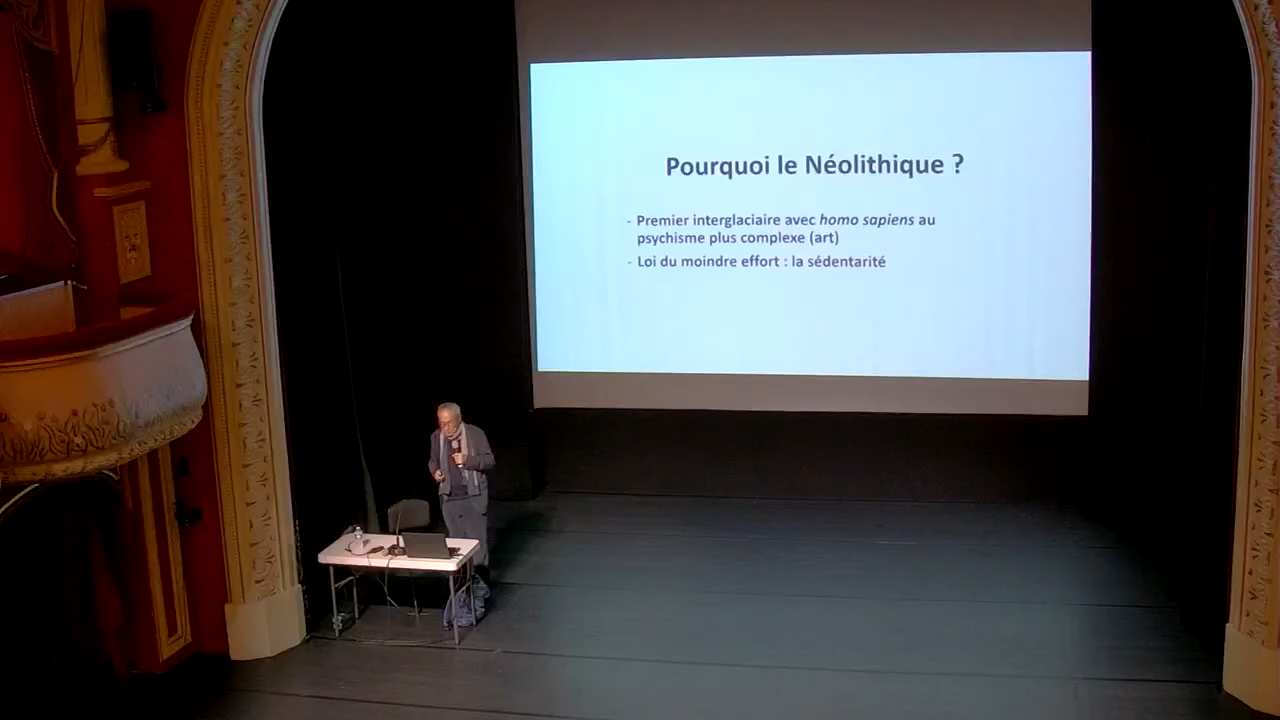 Pourquoi le Néolithique ?
- Premier interglaciaire avec homo sapiens au
psychisme plus complexe (art)
- Loi du moindre effort : la sédentarité